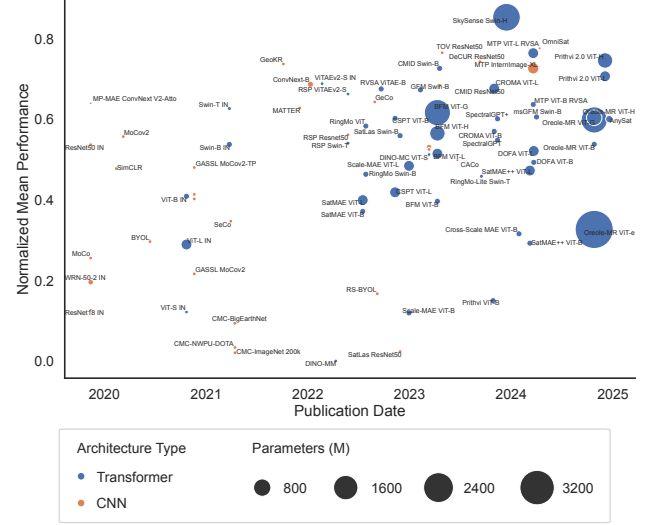 SkySense Swin-H
0.8
MTP ViT-L RVSA
OmniSat
TOV ResNet50
DeCUR ResNet50
Prithvi 2.0 ViT-H
GeoKR
CMID Swin-B
MTP InternImage-XL
ConvNext-B
ViTAEv2-S IN
RVSA ViTAE-B
GFM Swin-B
CROMA ViT-L
Prithvi 2.0 ViT-L
RSP ViTAEv2-S
CMID ResNet50
MP-MAE ConvNext V2-Atto
GeCo
MTP ViT-B RVSA
Swin-T IN
MATTER
BFM ViT-G
msGFM Swin-B
Oreole-MR ViT-H
0.6
RingMo ViT
CSPT ViT-B
SpectralGPT+
Oreole-MR ViT-L
AnySat
MoCov2
RSP Resnet50
SatLas Swin-B
BFM ViT-H
CROMA ViT-B
ResNet50 IN
Swin-B IN
RSP Swin-T
SpectralGPT
Oreole-MR ViT-B
DINO-MC ViT-S
BFM ViT-L
DOFA ViT-L
SimCLR
GASSL MoCov2-TP
Scale-MAE ViT-L
CACo
DOFA ViT-B
RingMo Swin-B
SatMAE++ ViT-L
RingMo-Lite Swin-T
CSPT ViT-L
0.4
ViT-B IN
SatMAE ViT-L
BFM ViT-B
SatMAE ViT-B
SeCo
Cross-Scale MAE ViT-B
Oreole-MR ViT-e
BYOL
ViT-L IN
SatMAE++ ViT-B
MoCo
GASSL MoCov2
0.2
WRN-50-2 IN
RS-BYOL
Prithvi ViT-B
ResNet18 IN
ViT-S IN
CMC-BigEarthNet
Scale-MAE ViT-B
CMC-NWPU-DOTA
CMC-ImageNet 200k
SatLas ResNet50
0.0
DINO-MM
Normalized Mean Performance
2020 2021 2022 2023 2024 2025
Publication Date
Architecture Type
Transformer
CNN
Parameters (M)
800 1600 2400 3200